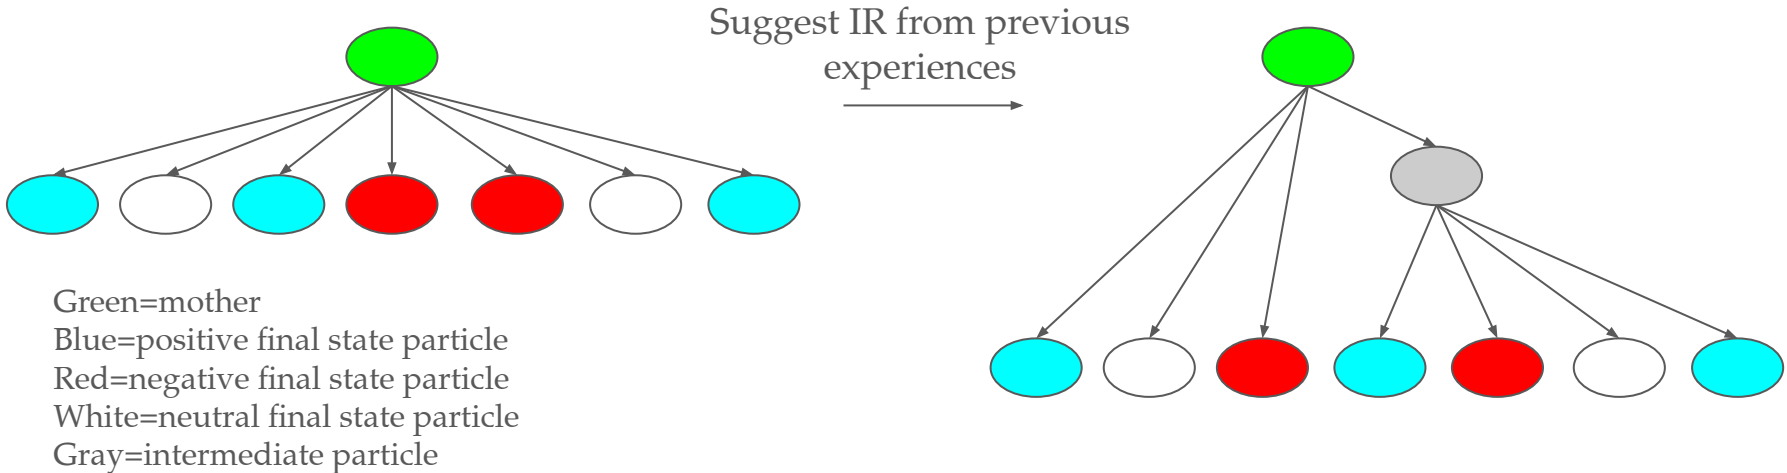 Suggest IR from previous
experiences
Green=mother
Blue=positive final state particle
Red=negative final state particle
White=neutral final state particle
Gray=intermediate particle